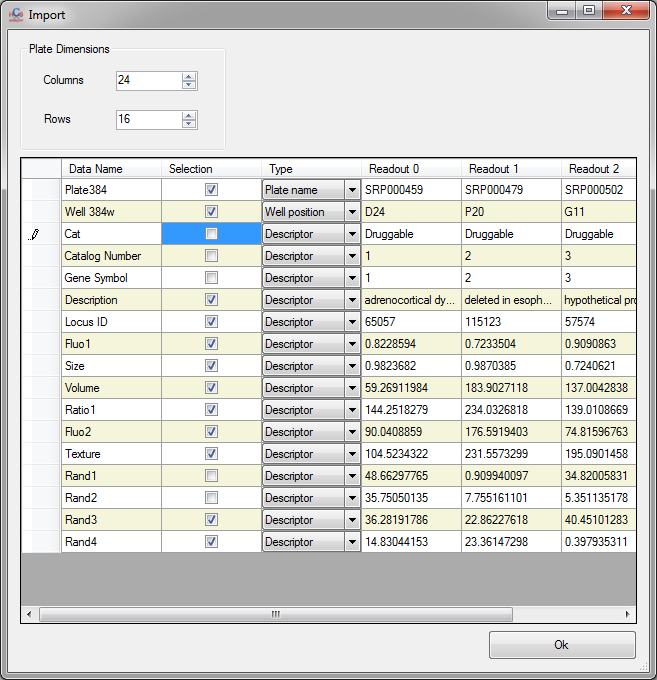 Import
Plate Dimensions
Columns 24
Rows 16
Data Name Selection Type Readout 0 Readout 1 Readout 2
Plate384 Plate name SRP000459 SRP000479 SRP000502
Well 384w Well position D24 P20 G11
Cat Descriptor Druggable Druggable Druggable
Catalog Number Descriptor 1 2 3
Gene Symbol Descriptor 1 2 3
Description Descriptor adrenocortical dy... deleted in esoph... hypothetical pro
Locus ID Descriptor 65057 115123 57574
Fluo1 Descriptor 0.8228594 0.7233504 0.9090863
Size Descriptor 0.9823682 0.9870385 0.7240621
Volume Descriptor 59.26911984 183.9027118 137.0042838
Ratio1 Descriptor 144.2518279 234.0326818 139.0108669
Fluo2 Descriptor 90.0408859 176.5919403 74.81596763
Texture Descriptor 104.5234322 231.5573299 195.0901458
Rand1 Descriptor 48.66297765 0.909940097 34.82005831
Rand2 Descriptor 35.75050135 7.755161101 5.351135178
Rand3 Descriptor 36.28191786 22.86227618 40.45101283
Rand4 Descriptor 14.83044153 23.36147298 0.397935311
Ok